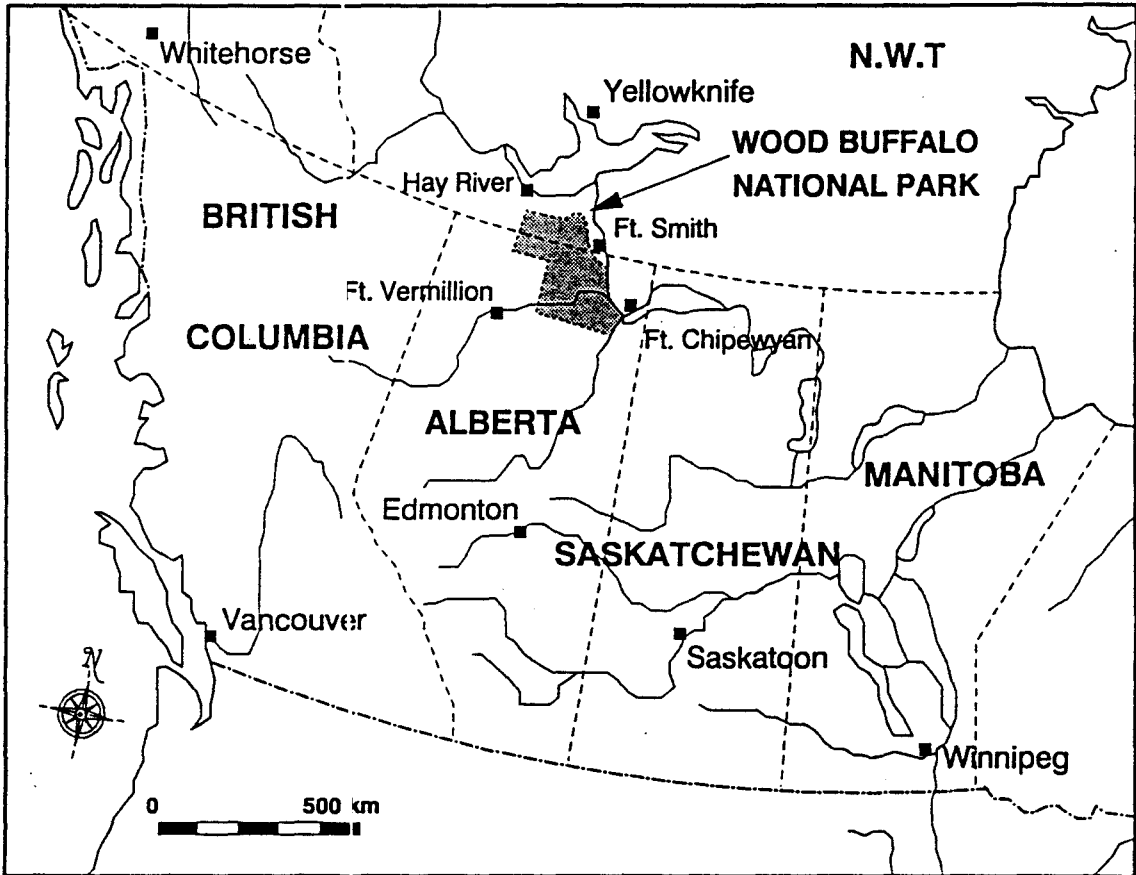 Whitehorse
N.W.T
Yellowknife
WOOD BUFFALO
NATIONAL PARK
Hay River
BRITISH
Ft. Smith
Ft. Vermillion
COLUMBIA
Ft. Chipewyan
ALBERTA
MANITOBA
Edmonton
SASKATCHEWAN
Vancouver
Saskatoon
N
Winnipeg
0 500 km